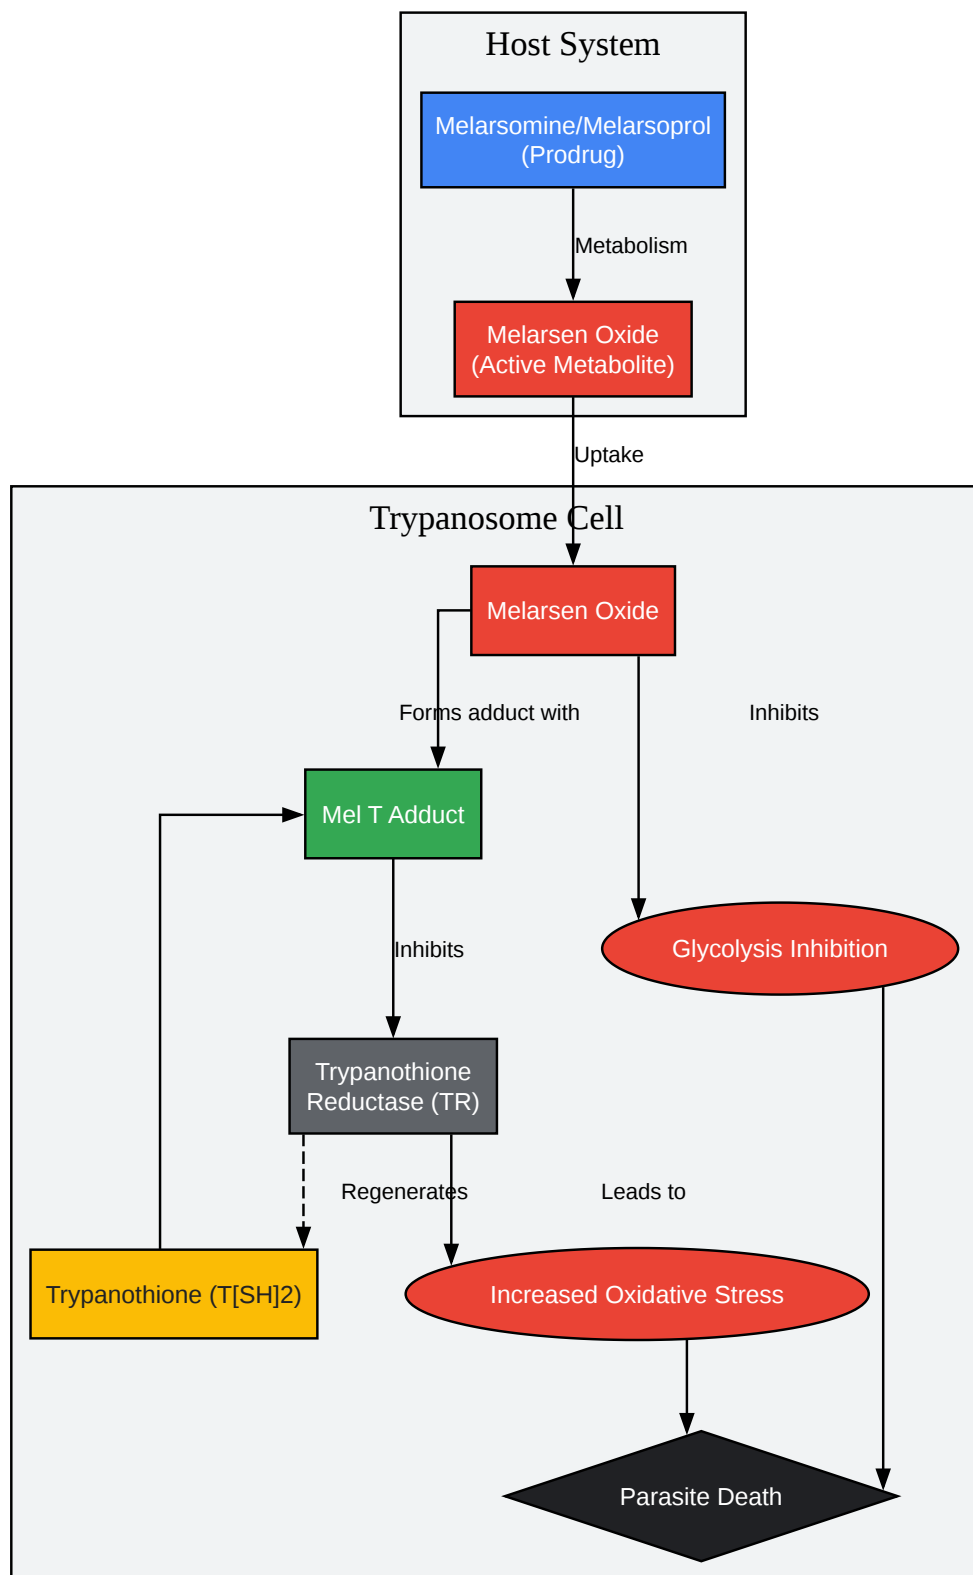 Host System
Melarsomine/Melarsoprol
(Prodrug)
Metabolism
Melarsen Oxide
(Active Metabolite)
Uptake
Trypanosome Cell
Melarsen Oxide
Forms adduct with
Inhibits
Mel T Adduct
Inhibits
Glycolysis Inhibition
Trypanothione
Reductase (TR)
Regenerates
Leads to
Trypanothione (T[SH]2)
Increased Oxidative Stress
Parasite Death